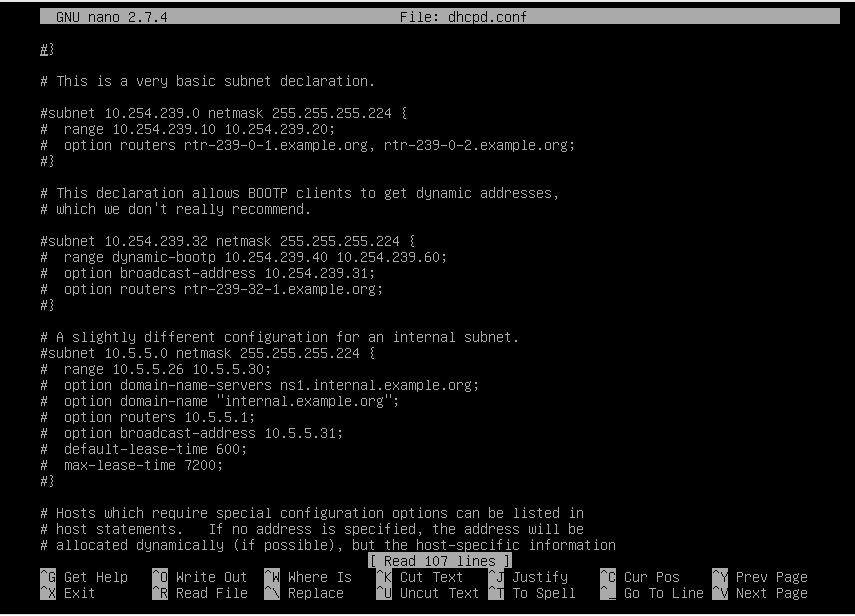 GNU nano 2.7.4 File: dhcpd.conf
#}
# This is a very basic subnet declaration.
#subnet 10.254.239.0 netmask 255.255.255.224 {
#  range 10.254.239.10 10.254.239.20;
#  option routers rtr-239-0-1.example.org, rtr-239-0-2.example.org;
#}
# This declaration allows BOOTP clients to get dynamic addresses,
# which we don't really recommend.
#subnet 10.254.239.32 netmask 255.255.255.224 {
#  range dynamic-bootp 10.254.239.40 10.254.239.60;
#  option broadcast-address 10.254.239.31;
#  option routers rtr-239-32-1.example.org;
#}
# A slightly different configuration for an internal subnet.
#subnet 10.5.5.0 netmask 255.255.255.224 {
#  range 10.5.5.26 10.5.5.30;
#  option domain-name-servers ns1.internal.example.org;
#  option domain-name "internal.example.org";
#  option routers 10.5.5.1;
#  option broadcast-address 10.5.5.31;
#  default-lease-time 600;
#  max-lease-time 7200;
#}
# Hosts which require special configuration options can be listed in
# host statements.   If no address is specified, the address will be
# allocated dynamically (if possible), but the host-specific information
[ Read 107 lines ]
^G Get Help ^O Write Out ^W Where Is ^K Cut Text ^J Justify ^C Cur Pos ^Y Prev Page
^X Exit ^R Read File ^\ Replace ^U Uncut Text ^T To Spell ^_ Go To Line ^V Next Page